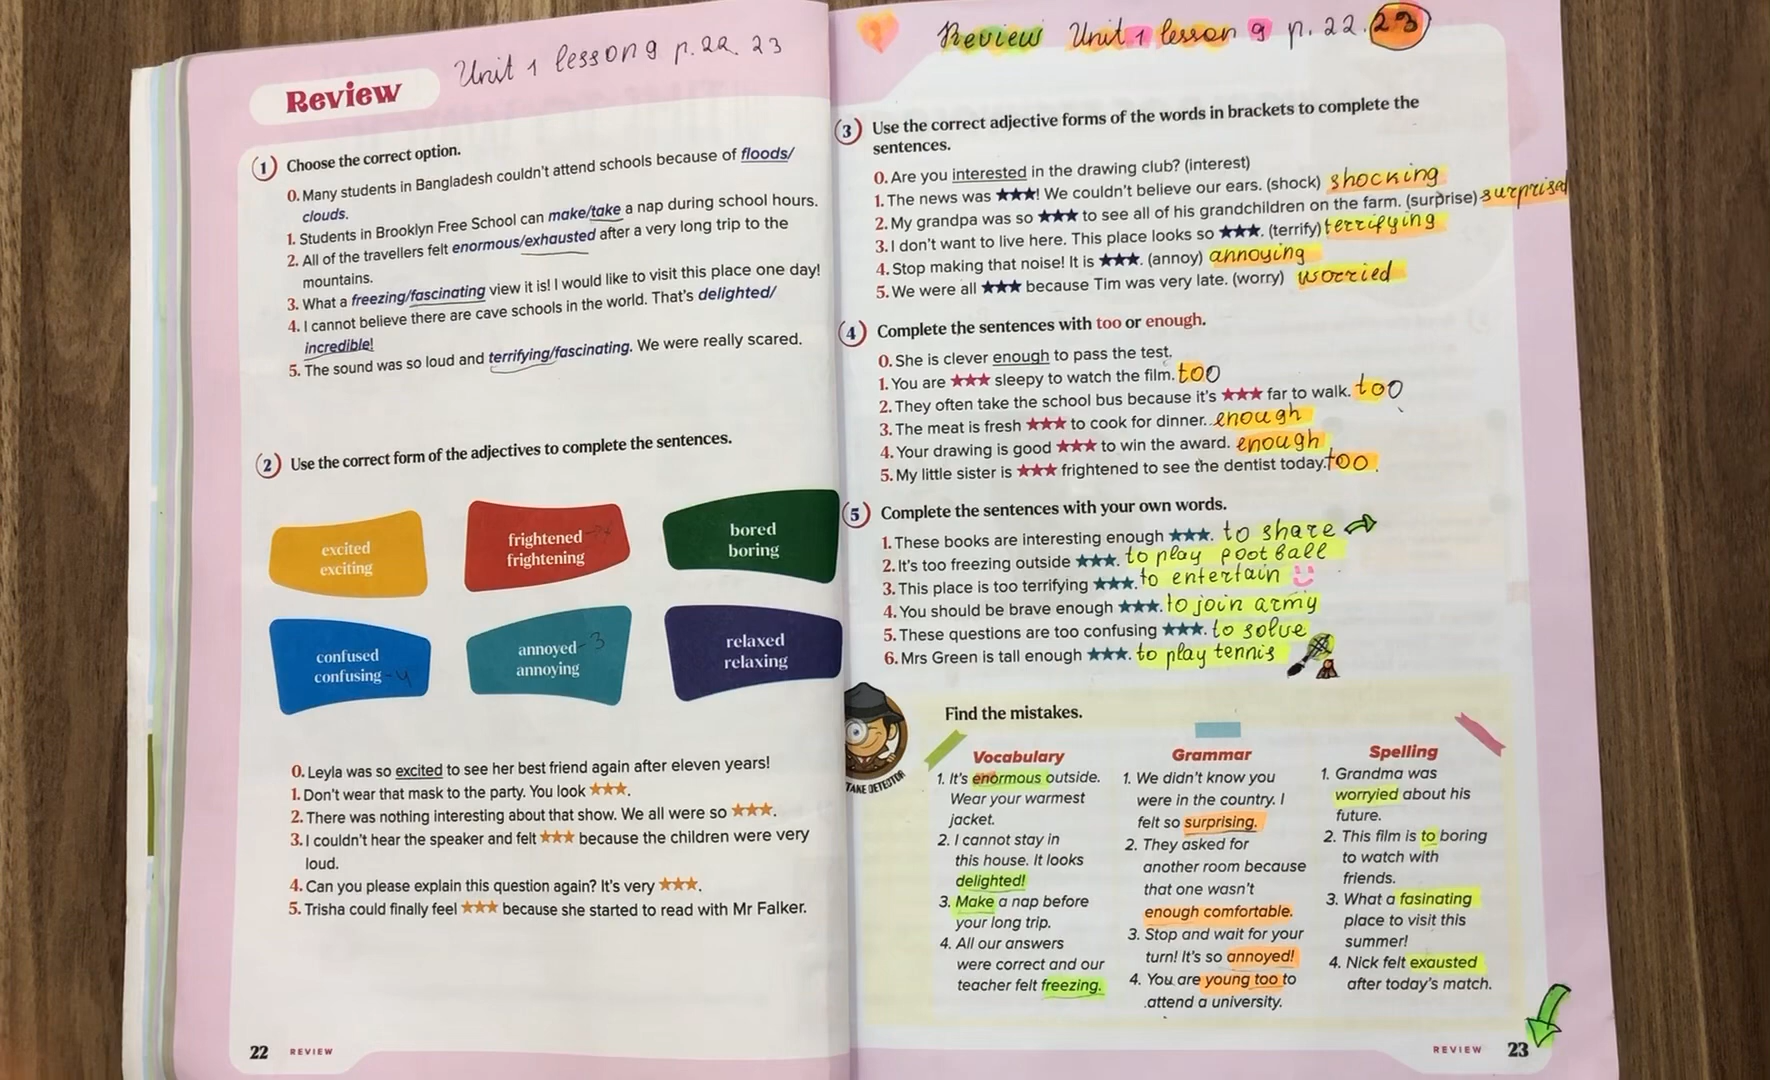 Review
Unit 1 lesson 9 p. 22. 23
1 Choose the correct option.
0. Many students in Bangladesh couldn't attend schools because of floods/
clouds.
1. Students in Brooklyn Free School can make/take a nap during school hours.
2. All of the travellers felt enormous/exhausted after a very long trip to the
mountains.
3. What a freezing/fascinating view it is! I would like to visit this place one day!
4. I cannot believe there are cave schools in the world. That's delighted/
incredible!
5. The sound was so loud and terrifying/fascinating. We were really scared.
2 Use the correct form of the adjectives to complete the sentences.
excited
exciting
frightened
frightening
bored
boring
confused
confusing - 4
annoyed - 3
annoying
relaxed
relaxing
0. Leyla was so excited to see her best friend again after eleven years!
1. Don't wear that mask to the party. You look ★★★.
2. There was nothing interesting about that show. We all were so ★★★.
3. I couldn't hear the speaker and felt ★★★ because the children were very
loud.
4. Can you please explain this question again? It's very ★★★.
5. Trisha could finally feel ★★★ because she started to read with Mr Falker.
22 REVIEW
Review Unit 1 lesson 9 p. 22. 23
3 Use the correct adjective forms of the words in brackets to complete the
sentences.
0. Are you interested in the drawing club? (interest)
1. The news was ★★★! We couldn't believe our ears. (shock) shocking
2. My grandpa was so ★★★ to see all of his grandchildren on the farm. (surprise) surprised
3. I don't want to live here. This place looks so ★★★. (terrify) terrifying
4. Stop making that noise! It is ★★★. (annoy) annoying
5. We were all ★★★ because Tim was very late. (worry) worried
4 Complete the sentences with too or enough.
0. She is clever enough to pass the test.
1. You are ★★★ sleepy to watch the film. too
2. They often take the school bus because it's ★★★ far to walk. too
3. The meat is fresh ★★★ to cook for dinner. enough
4. Your drawing is good ★★★ to win the award. enough
5. My little sister is ★★★ frightened to see the dentist today. too.
5 Complete the sentences with your own words.
1. These books are interesting enough ★★★. to share
2. It's too freezing outside ★★★. to play football
3. This place is too terrifying ★★★. to entertain
4. You should be brave enough ★★★. to join army
5. These questions are too confusing ★★★. to solve
6. Mrs Green is tall enough ★★★. to play tennis
Find the mistakes.
Vocabulary
1. It's enormous outside.
Wear your warmest
jacket.
2. I cannot stay in
this house. It looks
delighted!
3. Make a nap before
your long trip.
4. All our answers
were correct and our
teacher felt freezing.
Grammar
1. We didn't know you
were in the country. I
felt so surprising.
2. They asked for
another room because
that one wasn't
enough comfortable.
3. Stop and wait for your
turn! It's so annoyed!
4. You are young too to
attend a university.
Spelling
1. Grandma was
worryied about his
future.
2. This film is to boring
to watch with
friends.
3. What a fasinating
place to visit this
summer!
4. Nick felt exausted
after today's match.
REVIEW 23